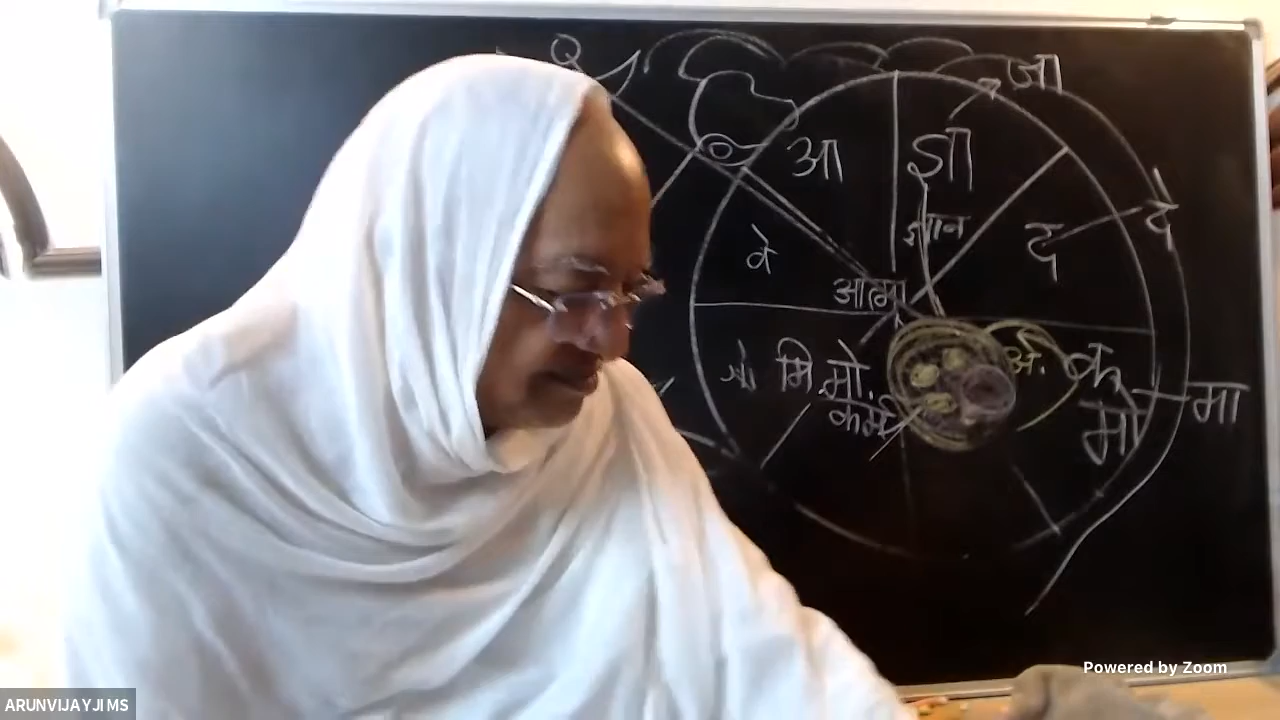 जा
आ
ज्ञा
ज्ञान
वे
द
दे
आत्मा
मि
मो.
कर्म
अं.
क
मो
मा
Powered by Zoom
ARUNVIJAYJI MS